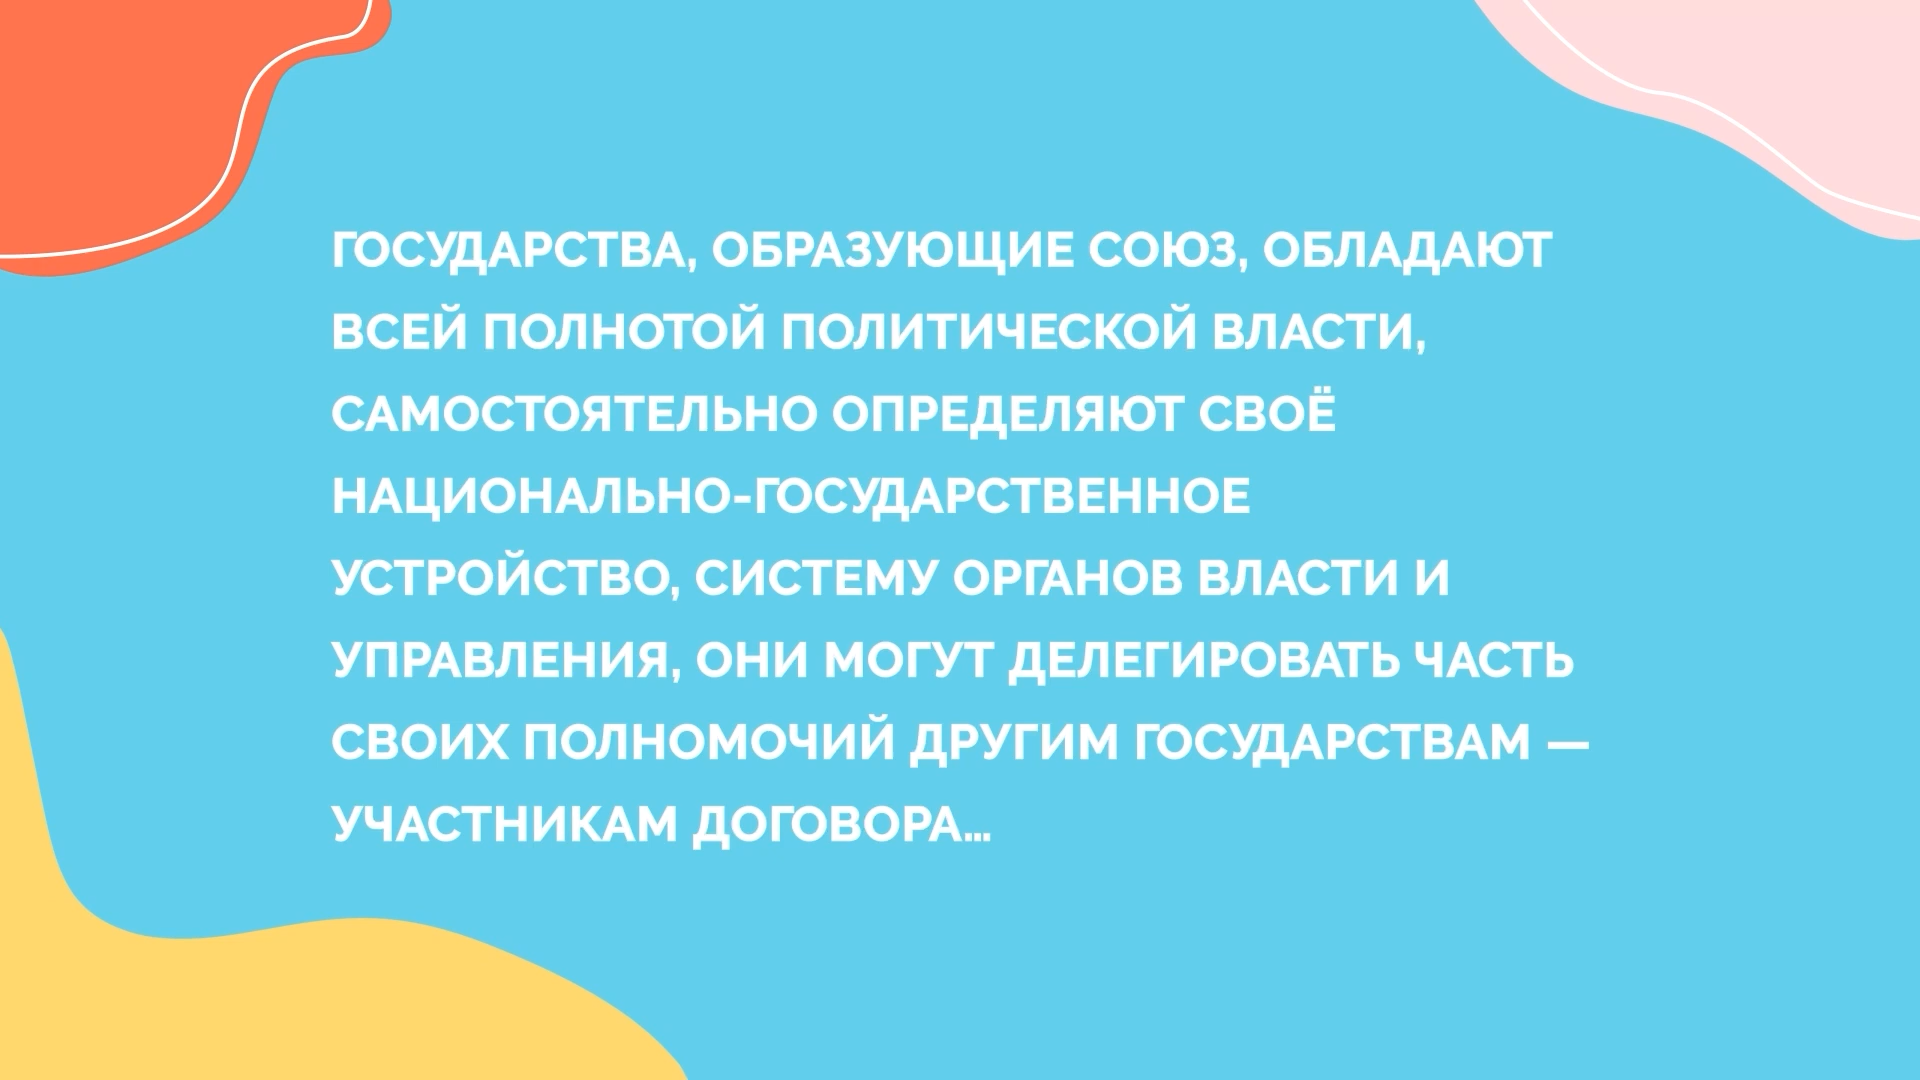 ГОСУДАРСТВА, ОБРАЗУЮЩИЕ СОЮЗ, ОБЛАДАЮТ
ВСЕЙ ПОЛНОТОЙ ПОЛИТИЧЕСКОЙ ВЛАСТИ,
САМОСТОЯТЕЛЬНО ОПРЕДЕЛЯЮТ СВОЁ
НАЦИОНАЛЬНО-ГОСУДАРСТВЕННОЕ
УСТРОЙСТВО, СИСТЕМУ ОРГАНОВ ВЛАСТИ И
УПРАВЛЕНИЯ, ОНИ МОГУТ ДЕЛЕГИРОВАТЬ ЧАСТЬ
СВОИХ ПОЛНОМОЧИЙ ДРУГИМ ГОСУДАРСТВАМ —
УЧАСТНИКАМ ДОГОВОРА…